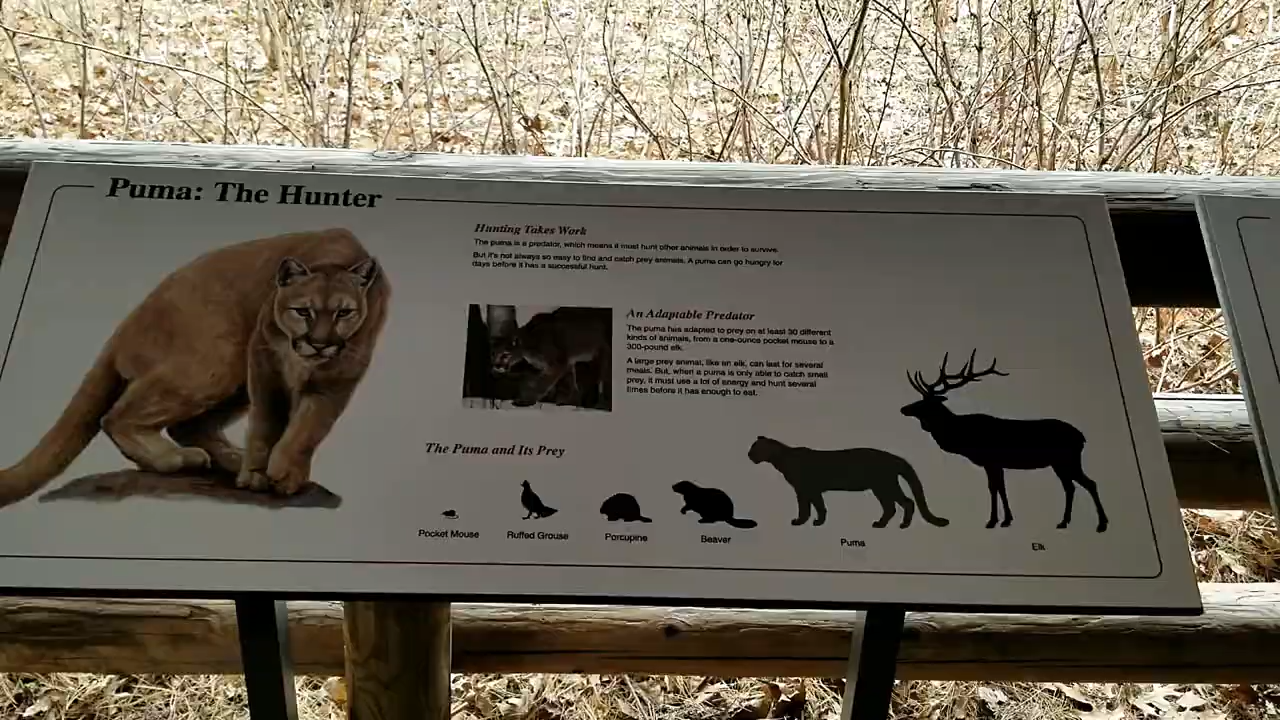 Puma: The Hunter
Hunting Takes Work
The puma is a predator, which means it must hunt other animals in order to survive.
But it's not always so easy to find and catch prey animals. A puma can go hungry for
days before it has a successful hunt.
An Adaptable Predator
The puma has adapted to prey on at least 30 different
kinds of animals, from a one-ounce pocket mouse to a
300-pound elk.
A large prey animal, like an elk, can last for several
meals. But, when a puma is only able to catch small
prey, it must use a lot of energy and hunt several
times before it has enough to eat.
The Puma and Its Prey
Pocket Mouse
Ruffed Grouse
Porcupine
Beaver
Puma
Elk